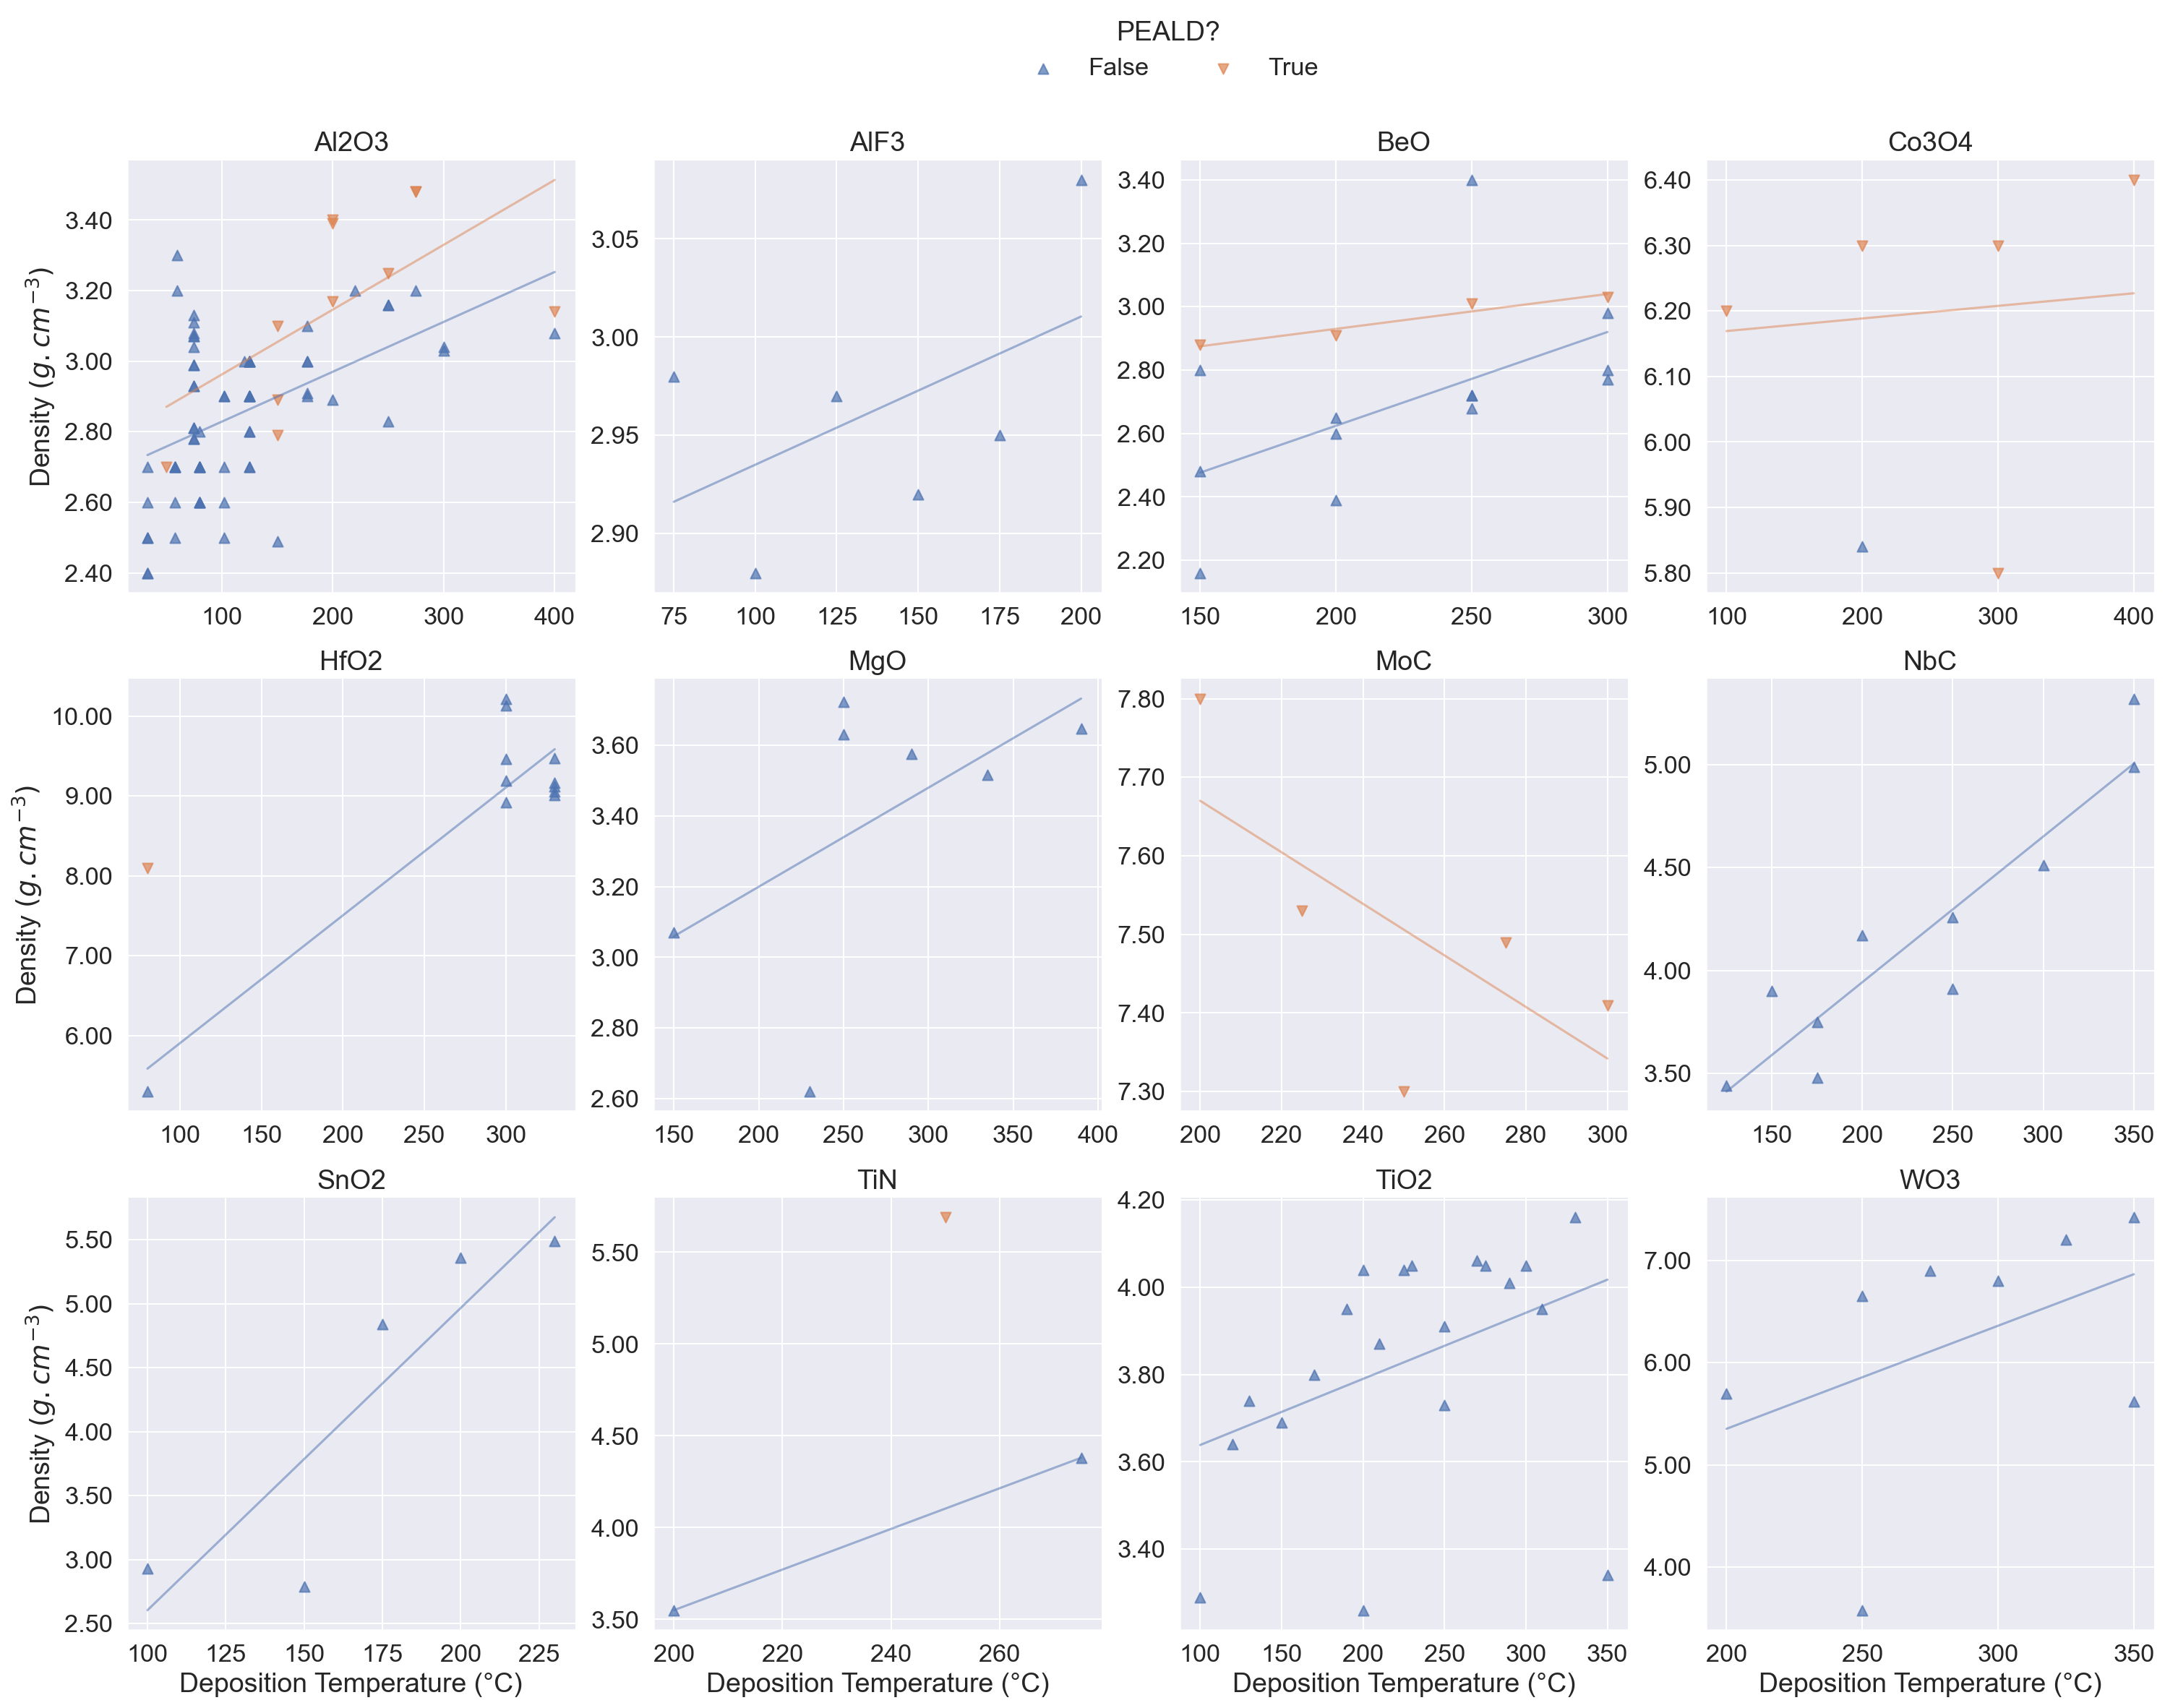 PEALD?
False True
Al2O3 AlF3 BeO Co3O4
Density (g.cm⁻³)
3.40
3.20
3.00
2.80
2.60
2.40
100 200 300 400
3.05
3.00
2.95
2.90
75 100 125 150 175 200
3.40
3.20
3.00
2.80
2.60
2.40
2.20
150 200 250 300
6.40
6.30
6.20
6.10
6.00
5.90
5.80
100 200 300 400
HfO2 MgO MoC NbC
Density (g.cm⁻³)
10.00
9.00
8.00
7.00
6.00
100 150 200 250 300
3.60
3.40
3.20
3.00
2.80
2.60
150 200 250 300 350 400
7.80
7.70
7.60
7.50
7.40
7.30
200 220 240 260 280 300
5.00
4.50
4.00
3.50
150 200 250 300 350
SnO2 TiN TiO2 WO3
Density (g.cm⁻³)
5.50
5.00
4.50
4.00
3.50
3.00
2.50
100 125 150 175 200 225
Deposition Temperature (°C)
5.50
5.00
4.50
4.00
3.50
200 220 240 260
Deposition Temperature (°C)
4.20
4.00
3.80
3.60
3.40
100 150 200 250 300 350
Deposition Temperature (°C)
7.00
6.00
5.00
4.00
200 250 300 350
Deposition Temperature (°C)